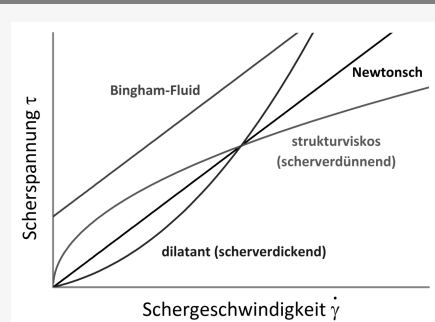 Bingham-Fluid
Newtonsch
strukturviskos
(scherverdünnend)
dilatant (scherverdickend)
Scherspannung τ
Schergeschwindigkeit γ̇